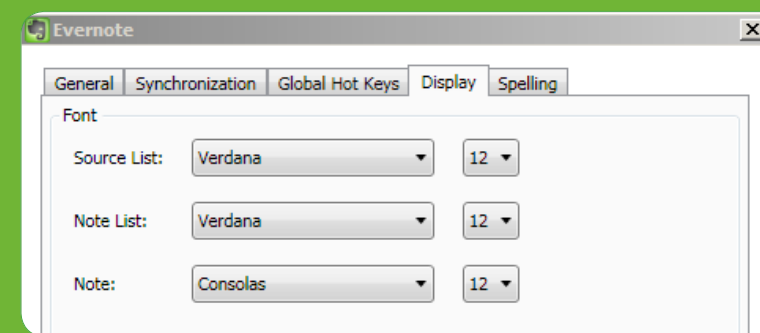 Evernote
General Synchronization Global Hot Keys Display Spelling
Font
Source List: Verdana 12
Note List: Verdana 12
Note: Consolas 12